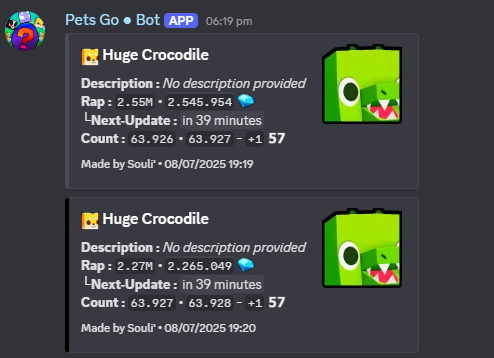 Pets Go • Bot APP 06:19 pm
Huge Crocodile
Description : No description provided
Rap : 2.55M • 2.545.954
└Next-Update : in 39 minutes
Count : 63.926 • 63.927 - +1 57
Made by Souli' • 08/07/2025 19:19
Huge Crocodile
Description : No description provided
Rap : 2.27M • 2.265.049
└Next-Update : in 39 minutes
Count : 63.927 • 63.928 - +1 57
Made by Souli' • 08/07/2025 19:20